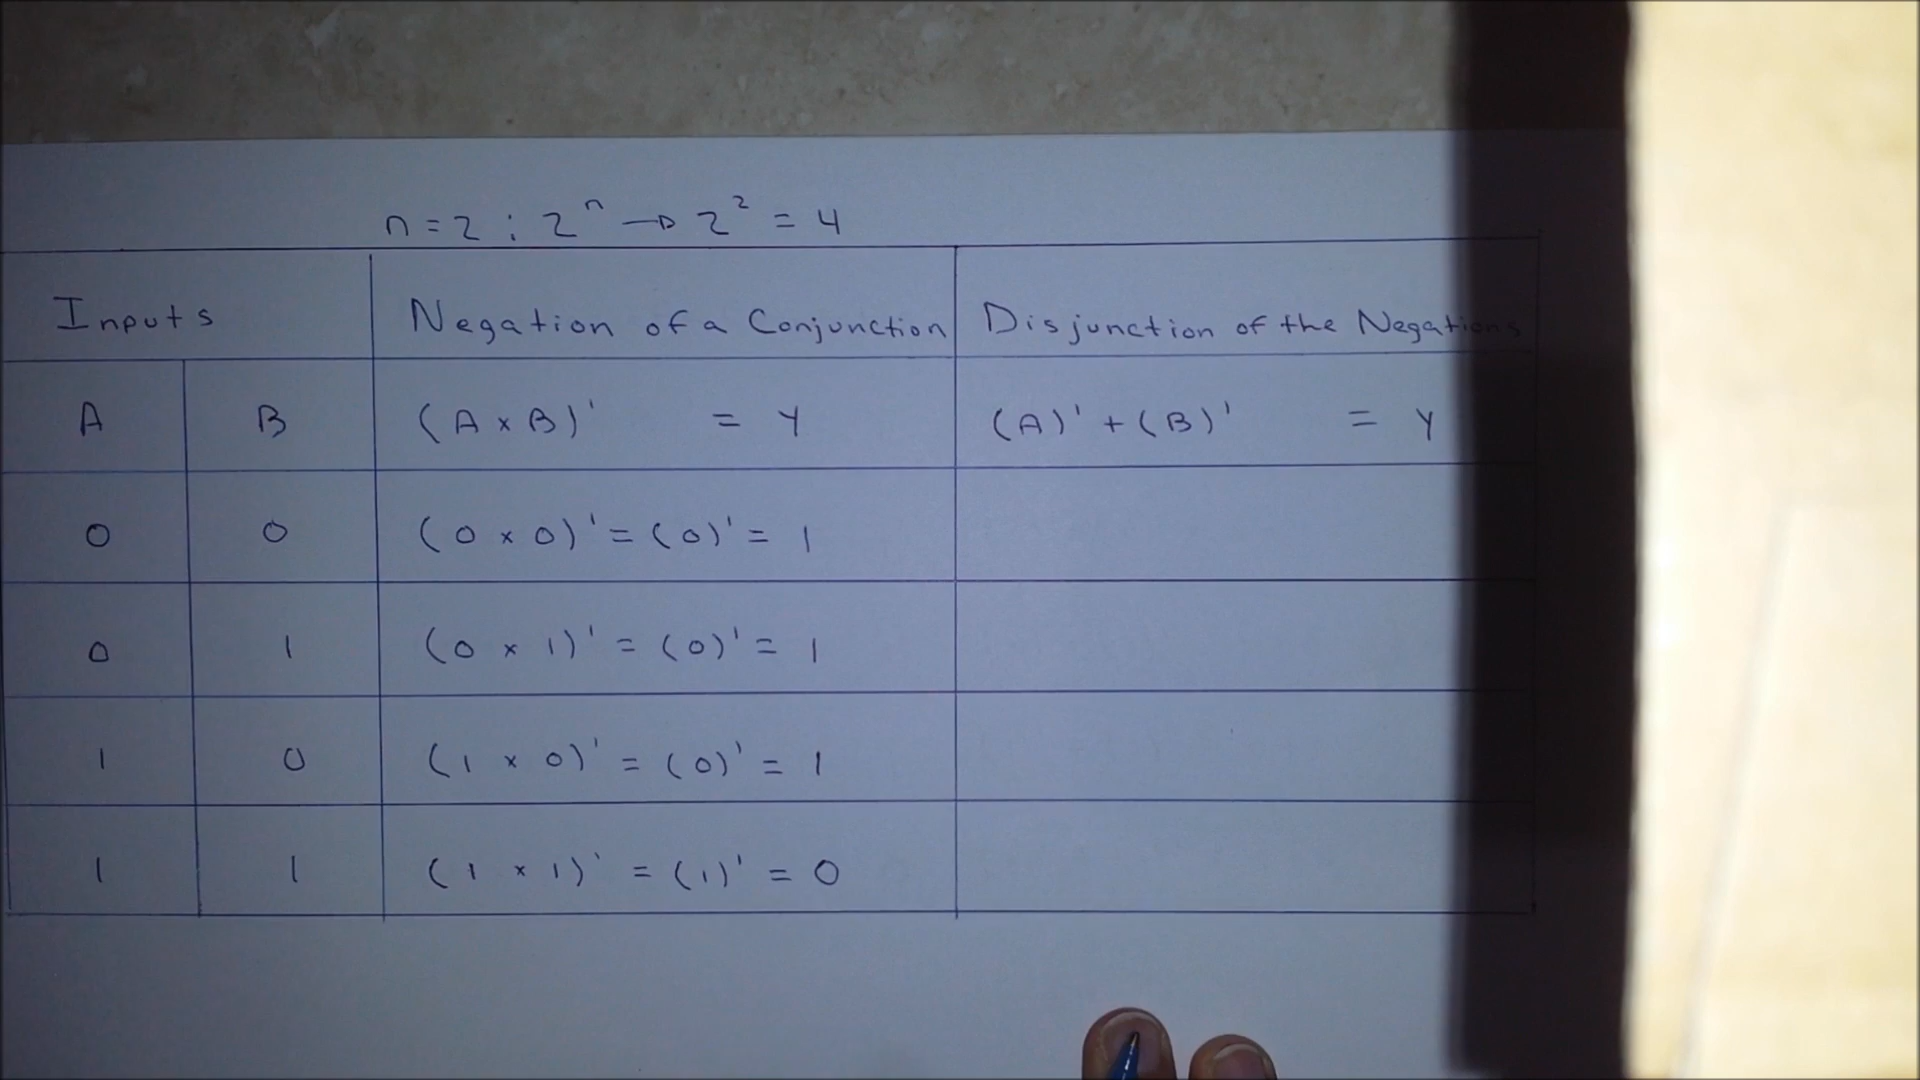 n = 2 ; 2ⁿ → 2² = 4
Inputs Negation of a Conjunction Disjunction of the Negations
A B (A × B)' = Y (A)' + (B)' = Y
0 0 (0 × 0)' = (0)' = 1
0 1 (0 × 1)' = (0)' = 1
1 0 (1 × 0)' = (0)' = 1
1 1 (1 × 1)' = (1)' = 0